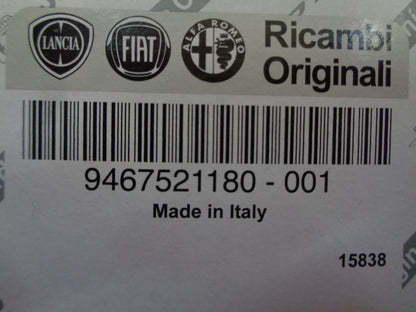 LANCIA FIAT ALFA ROMEO Ricambi
Originali
9467521180 - 001
Made in Italy
15838